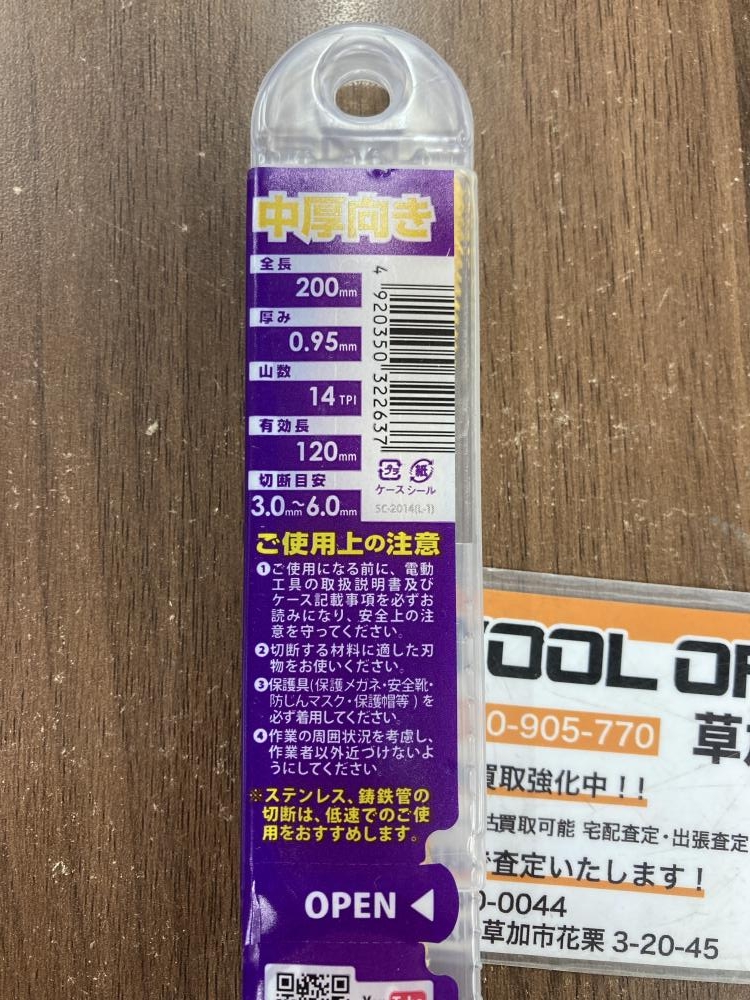 中厚向き
全長
200mm
厚み
0.95mm
山数
14 TPI
有効長
120mm
切断目安
3.0mm〜6.0mm
4 920350 322637
プラ 紙
ケース シール
SC-2014(L-1)
ご使用上の注意
❶ご使用になる前に、電動
工具の取扱説明書及び
ケース記載事項を必ずお
読みになり、安全上の注
意を守ってください。
❷切断する材料に適した刃
物をお使いください。
❸保護具(保護メガネ・安全靴・
防じんマスク・保護帽等)を
必ず着用してください。
❹作業の周囲状況を考慮し、
作業者以外近づけないよ
うにしてください。
※ステンレス、鋳鉄管の
切断は、低速でのご使
用をおすすめします。
OPEN ◀
OOL OF
0-905-770
草加
買取強化中!!
買取可能 宅配査定・出張査定
査定いたします!
0-0044
草加市花栗 3-20-45